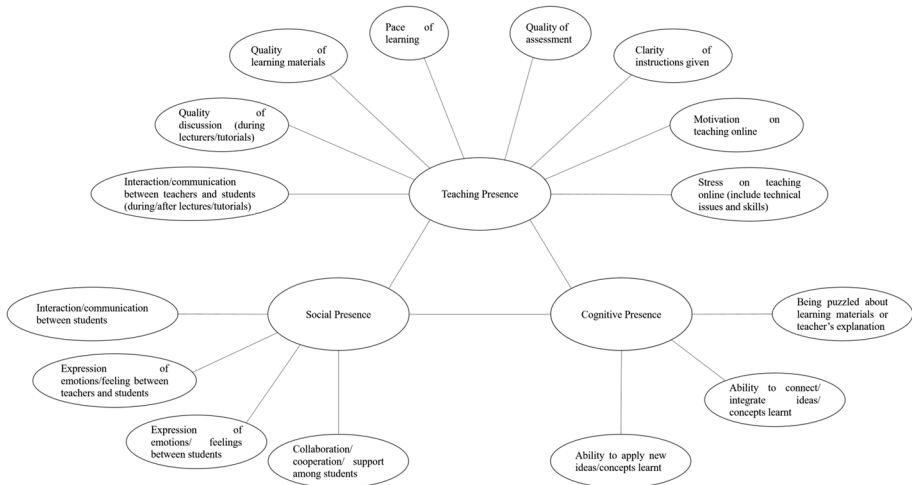 Pace of
learning
Quality of
assessment
Quality of
learning materials
Clarity of
instructions given
Quality of
discussion (during
lecturers/tutorials)
Motivation on
teaching online
Interaction/communication
between teachers and students
(during/after lectures/tutorials)
Teaching Presence
Stress on teaching
online (include technical
issues and skills)
Interaction/communication
between students
Social Presence
Cognitive Presence
Being puzzled about
learning materials or
teacher's explanation
Expression of
emotions/feeling between
teachers and students
Ability to connect/
integrate ideas/
concepts learnt
Expression of
emotions/ feelings
between students
Collaboration/
cooperation/ support
among students
Ability to apply new
ideas/concepts learnt